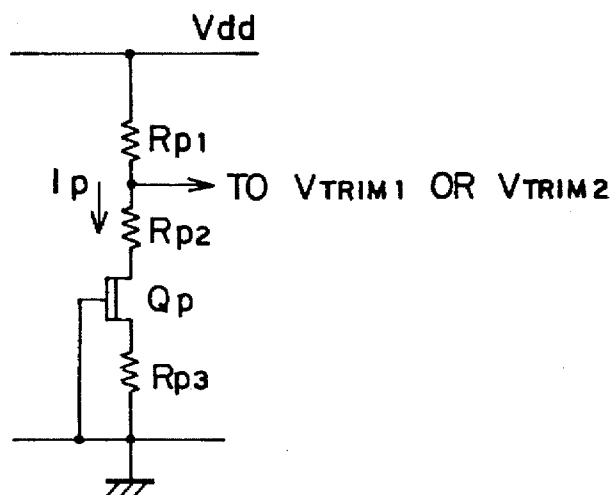 Vdd
Rp1
Ip
TO VTRIM1 OR VTRIM2
Rp2
Qp
Rp3